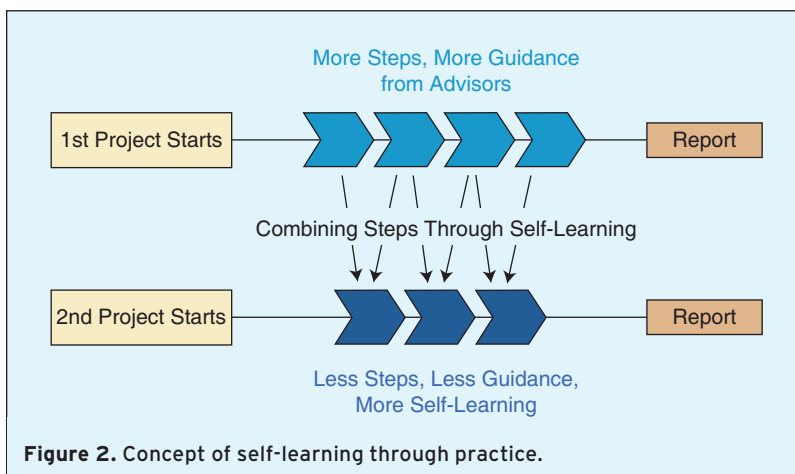 More Steps, More Guidance
from Advisors
1st Project Starts
Report
Combining Steps Through Self-Learning
2nd Project Starts
Report
Less Steps, Less Guidance,
More Self-Learning
Figure 2. Concept of self-learning through practice.